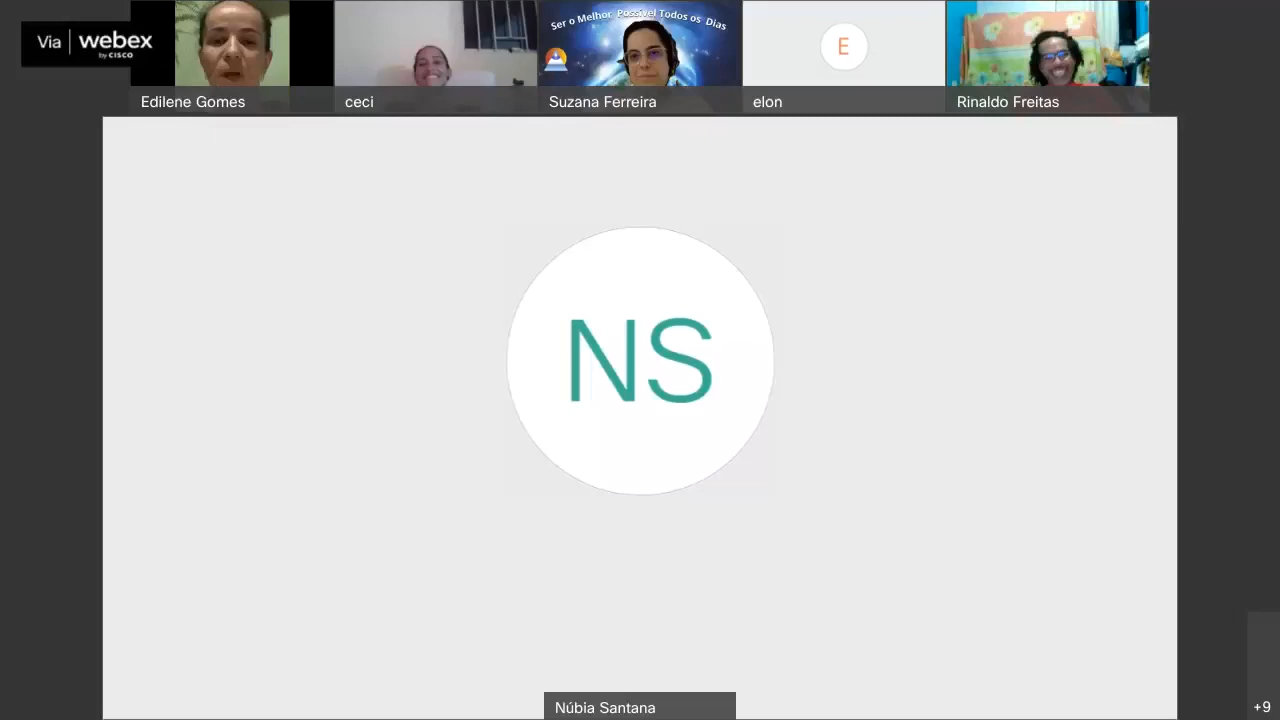 Via webex
by CISCO
Edilene Gomes
ceci
Ser o Melhor Possível Todos os Dias
Suzana Ferreira
E
elon
Rinaldo Freitas
NS
Núbia Santana
+9